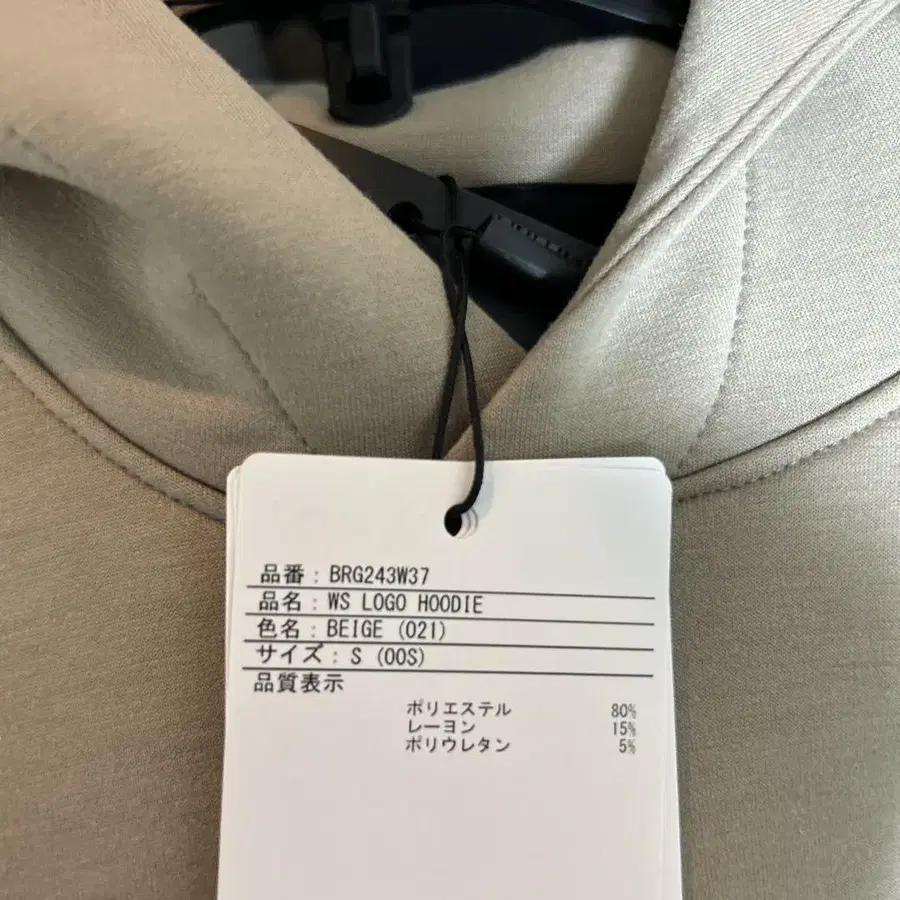 品番 : BRG243W37
品名 : WS LOGO HOODIE
色名 : BEIGE (021)
サイズ : S (00S)
品質表示
ポリエステル 80%
レーヨン 15%
ポリウレタン 5%